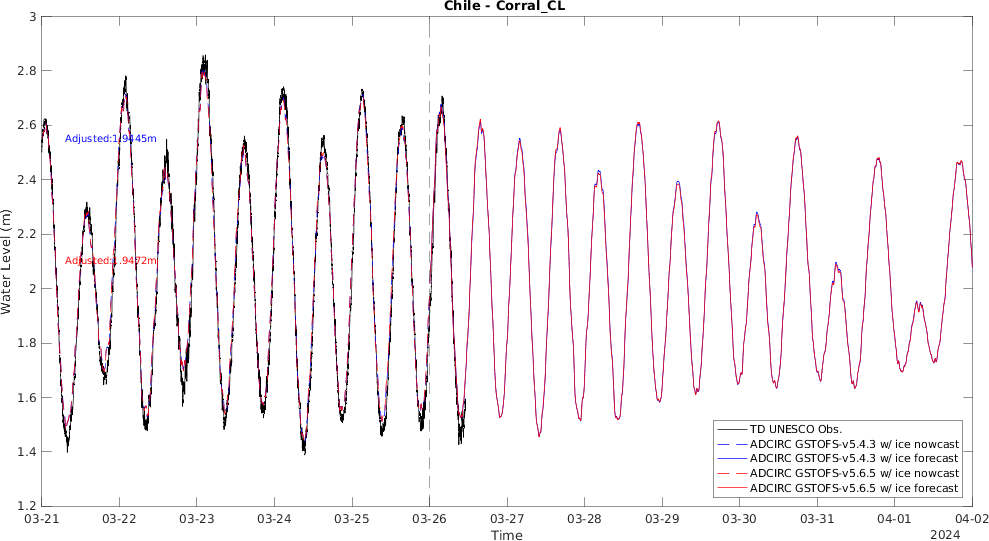 Chile - Corral_CL
3
2.8
2.6
2.4
2.2
2
1.8
1.6
1.4
1.2
Water Level (m)
Adjusted:1.9445m
Adjusted:1.9472m
TD UNESCO Obs.
ADCIRC GSTOFS-v5.4.3 w/ ice nowcast
ADCIRC GSTOFS-v5.4.3 w/ ice forecast
ADCIRC GSTOFS-v5.6.5 w/ ice nowcast
ADCIRC GSTOFS-v5.6.5 w/ ice forecast
03-21 03-22 03-23 03-24 03-25 03-26 03-27 03-28 03-29 03-30 03-31 04-01 04-02
Time
2024